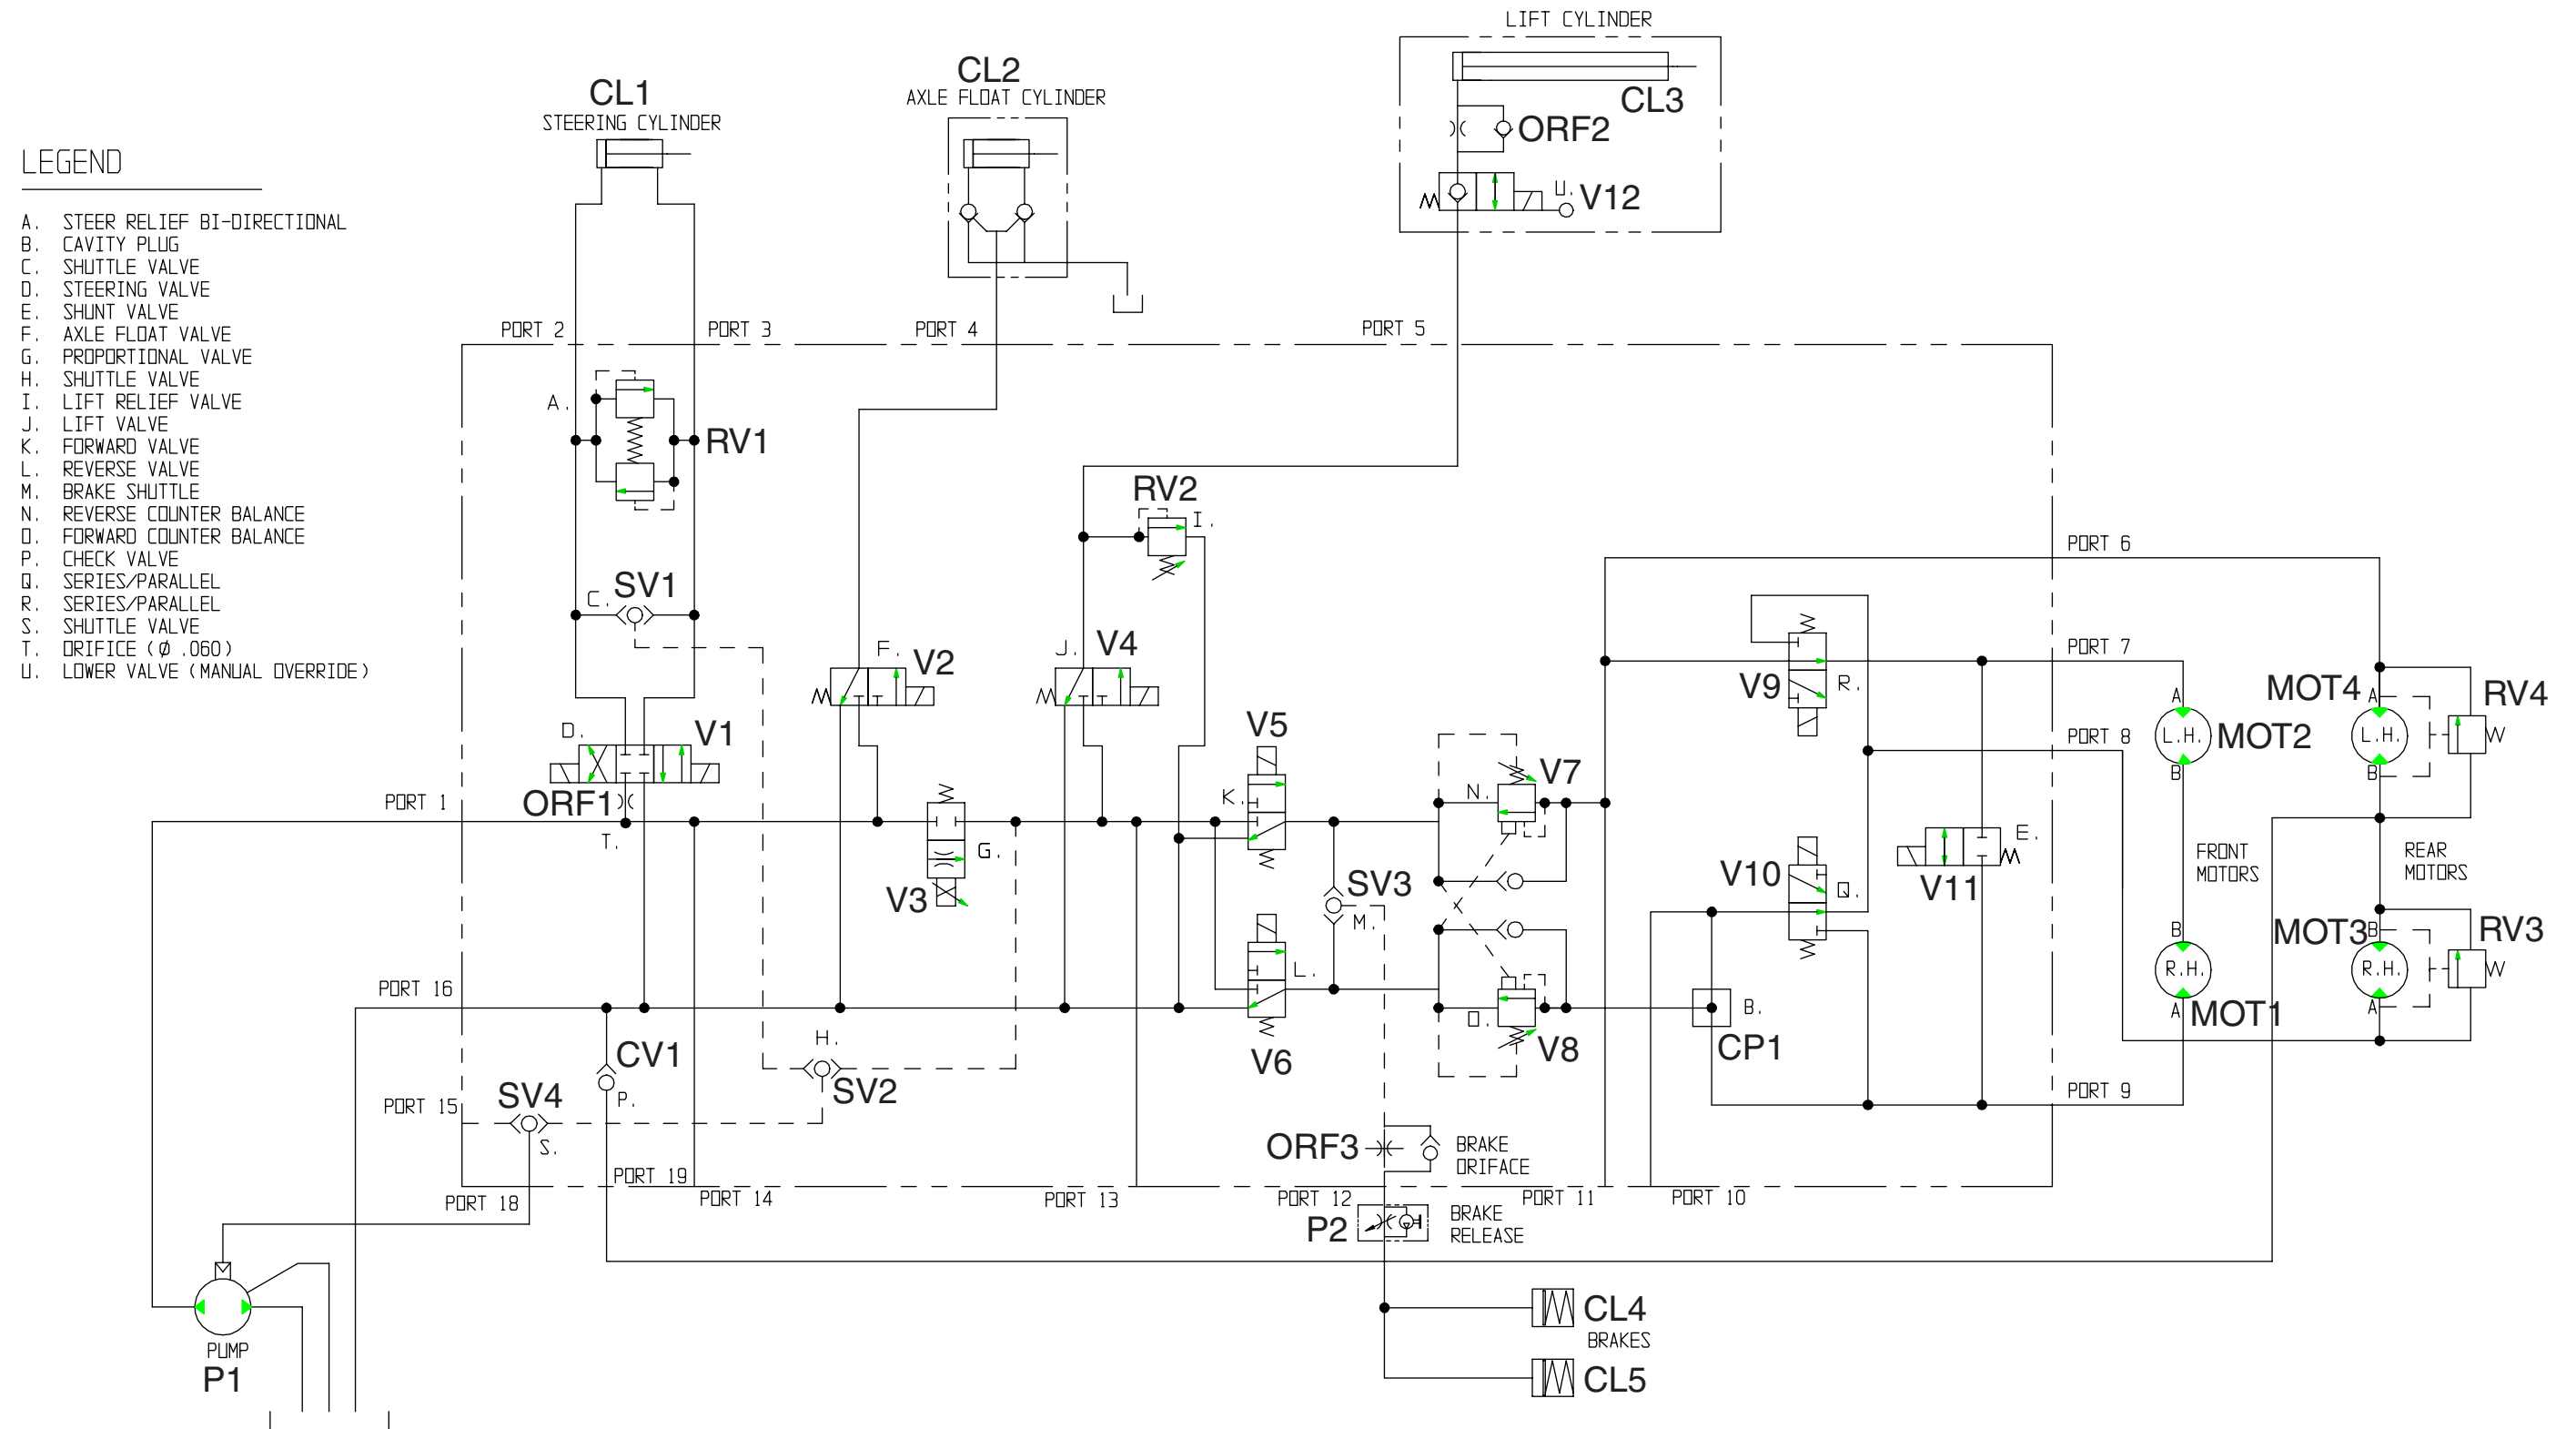 LIFT CYLINDER
CL3
ORF2
U.
V12
CL2
AXLE FLOAT CYLINDER
CL1
STEERING CYLINDER
LEGEND
A. STEER RELIEF BI-DIRECTIONAL
B. CAVITY PLUG
C. SHUTTLE VALVE
D. STEERING VALVE
E. SHUNT VALVE
F. AXLE FLOAT VALVE
G. PROPORTIONAL VALVE
H. SHUTTLE VALVE
I. LIFT RELIEF VALVE
J. LIFT VALVE
K. FORWARD VALVE
L. REVERSE VALVE
M. BRAKE SHUTTLE
N. REVERSE COUNTER BALANCE
O. FORWARD COUNTER BALANCE
P. CHECK VALVE
Q. SERIES/PARALLEL
R. SERIES/PARALLEL
S. SHUTTLE VALVE
T. ORIFICE (Ø .060)
U. LOWER VALVE (MANUAL OVERRIDE)
PORT 2
PORT 3
PORT 4
PORT 5
A.
RV1
RV2
I.
PORT 6
C.
SV1
F.
V2
J.
V4
PORT 7
V9
R.
MOT4
A
RV4
A
L.H.
MOT2
L.H.
B
B
PORT 8
D.
V1
V5
K.
N.
V7
ORF1
T.
PORT 1
V3
G.
SV3
M.
V10
Q.
V11
E.
FRONT
MOTORS
REAR
MOTORS
B
MOT3
B
RV3
R.H.
R.H.
A
MOT1
A
PORT 16
L.
V6
O.
V8
B.
CP1
H.
SV2
CV1
P.
PORT 15
SV4
S.
PORT 9
ORF3
BRAKE
ORIFACE
PORT 19
PORT 18
PORT 14
PORT 13
PORT 12
PORT 11
PORT 10
P2
BRAKE
RELEASE
PUMP
P1
CL4
BRAKES
CL5